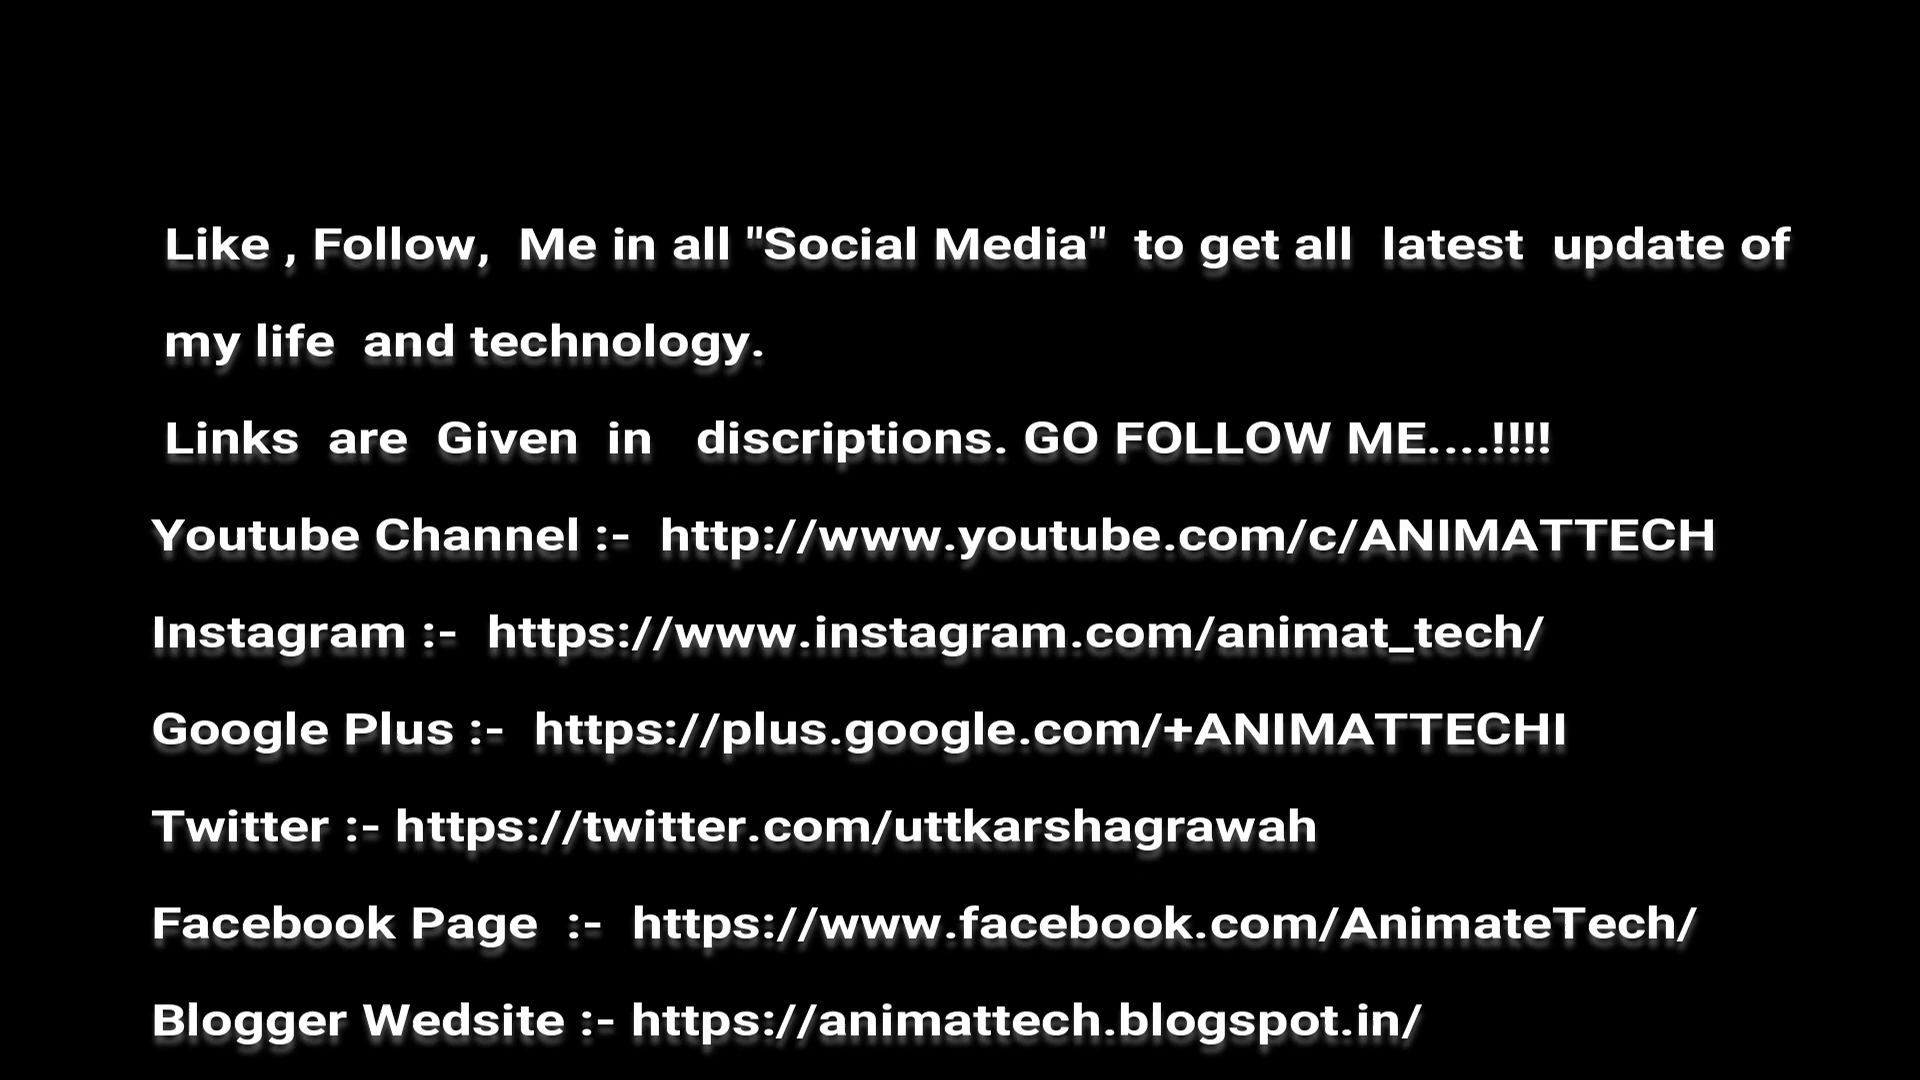 Like , Follow,  Me in all "Social Media"  to get all  latest  update of
my life  and technology.
Links  are  Given  in   discriptions. GO FOLLOW ME....!!!!
Youtube Channel :-  http://www.youtube.com/c/ANIMATTECH
Instagram :-  https://www.instagram.com/animat_tech/
Google Plus :-  https://plus.google.com/+ANIMATTECHI
Twitter :- https://twitter.com/uttkarshagrawah
Facebook Page  :-  https://www.facebook.com/AnimateTech/
Blogger Wedsite :- https://animattech.blogspot.in/